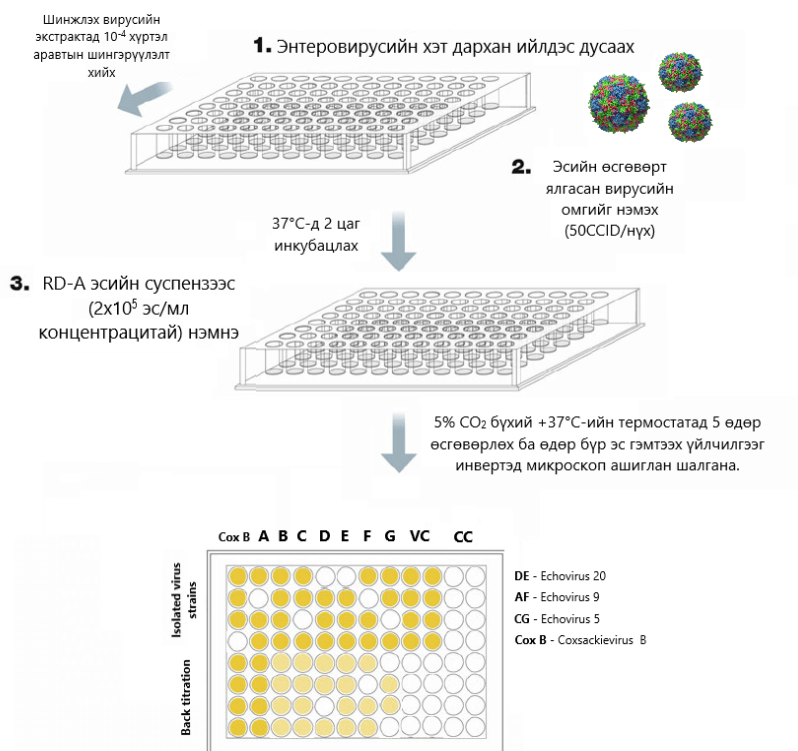 Шинжлэх вирусийн
экстрактад 10⁻⁴ хүртэл
аравтын шингэрүүлэлт
хийх
1. Энтеровирусийн хэт дархан ийлдэс дусаах
2. Эсийн өсгөвөрт
ялгасан вирусийн
омгийг нэмэх
(50CCID/нүх)
37°C-д 2 цаг
инкубацлах
3. RD-A эсийн суспензээс
(2x10⁵ эс/мл
концентрацитай) нэмнэ
5% CO₂ бүхий +37°C-ийн термостатад 5 өдөр
өсгөвөрлөх ба өдөр бүр эс гэмтээх үйлчилгээг
инвертэд микроскоп ашиглан шалгана.
Cox B A B C D E F G VC CC
Isolated virus
strains
Back titration
DE - Echovirus 20
AF - Echovirus 9
CG - Echovirus 5
Cox B - Coxsackievirus B